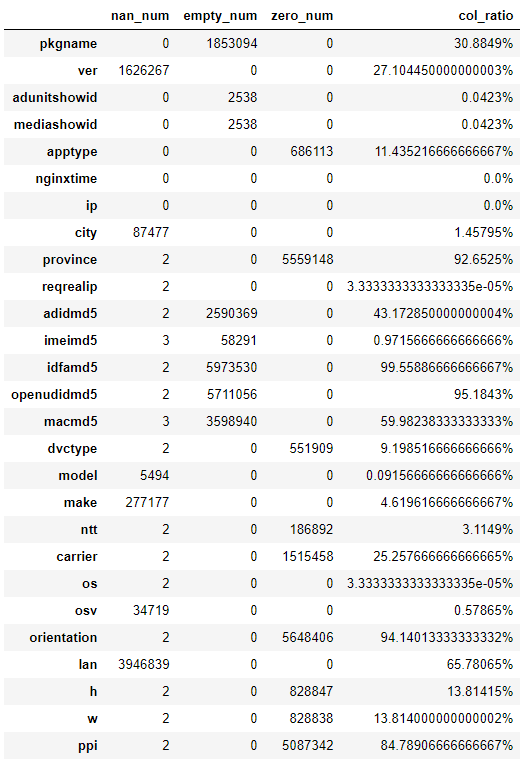 nan_num empty_num zero_num col_ratio
pkgname 0 1853094 0 30.8849%
ver 1626267 0 0 27.104450000000003%
adunitshowid 0 2538 0 0.0423%
mediashowid 0 2538 0 0.0423%
apptype 0 0 686113 11.435216666666667%
nginxtime 0 0 0 0.0%
ip 0 0 0 0.0%
city 87477 0 0 1.45795%
province 2 0 5559148 92.6525%
reqrealip 2 0 0 3.3333333333333335e-05%
adidmd5 2 2590369 0 43.172850000000004%
imeimd5 3 58291 0 0.9715666666666666%
idfamd5 2 5973530 0 99.55886666666667%
openudidmd5 2 5711056 0 95.1843%
macmd5 3 3598940 0 59.98238333333333%
dvctype 2 0 551909 9.198516666666666%
model 5494 0 0 0.09156666666666666%
make 277177 0 0 4.619616666666667%
ntt 2 0 186892 3.1149%
carrier 2 0 1515458 25.257666666666665%
os 2 0 0 3.3333333333333335e-05%
osv 34719 0 0 0.57865%
orientation 2 0 5648406 94.14013333333332%
lan 3946839 0 0 65.78065%
h 2 0 828847 13.81415%
w 2 0 828838 13.814000000000002%
ppi 2 0 5087342 84.78906666666667%